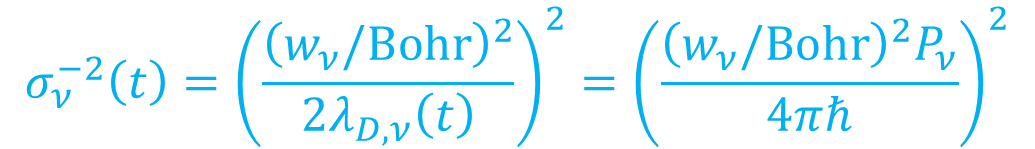 σ_ν^{-2}(t) = ((w_ν/Bohr)^2 / 2λ_{D,ν}(t))^2 = ((w_ν/Bohr)^2 P_ν / 4πħ)^2